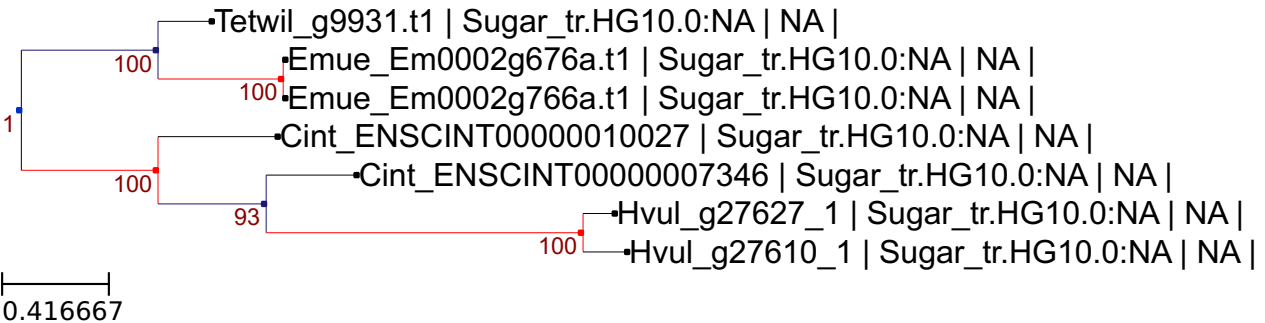 Tetwil_g9931.t1 | Sugar_tr.HG10.0:NA | NA |
100
Emue_Em0002g676a.t1 | Sugar_tr.HG10.0:NA | NA |
100
Emue_Em0002g766a.t1 | Sugar_tr.HG10.0:NA | NA |
1
Cint_ENSCINT00000010027 | Sugar_tr.HG10.0:NA | NA |
100
Cint_ENSCINT00000007346 | Sugar_tr.HG10.0:NA | NA |
93
Hvul_g27627_1 | Sugar_tr.HG10.0:NA | NA |
100
Hvul_g27610_1 | Sugar_tr.HG10.0:NA | NA |
0.416667